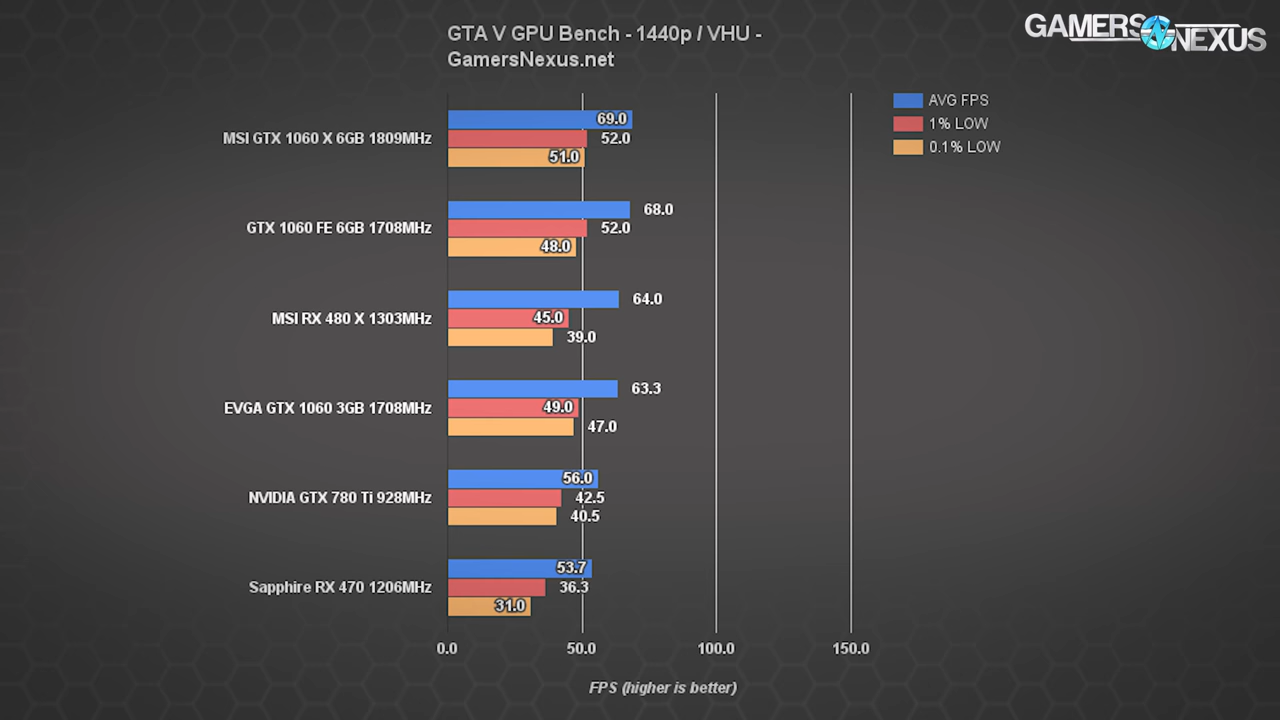 GTA V GPU Bench - 1440p / VHU -
GamersNexus.net
GAMERS NEXUS
AVG FPS
1% LOW
0.1% LOW
MSI GTX 1060 X 6GB 1809MHz
69.0
52.0
51.0
GTX 1060 FE 6GB 1708MHz
68.0
52.0
48.0
MSI RX 480 X 1303MHz
64.0
45.0
39.0
EVGA GTX 1060 3GB 1708MHz
63.3
49.0
47.0
NVIDIA GTX 780 Ti 928MHz
56.0
42.5
40.5
Sapphire RX 470 1206MHz
53.7
36.3
31.0
0.0 50.0 100.0 150.0
FPS (higher is better)